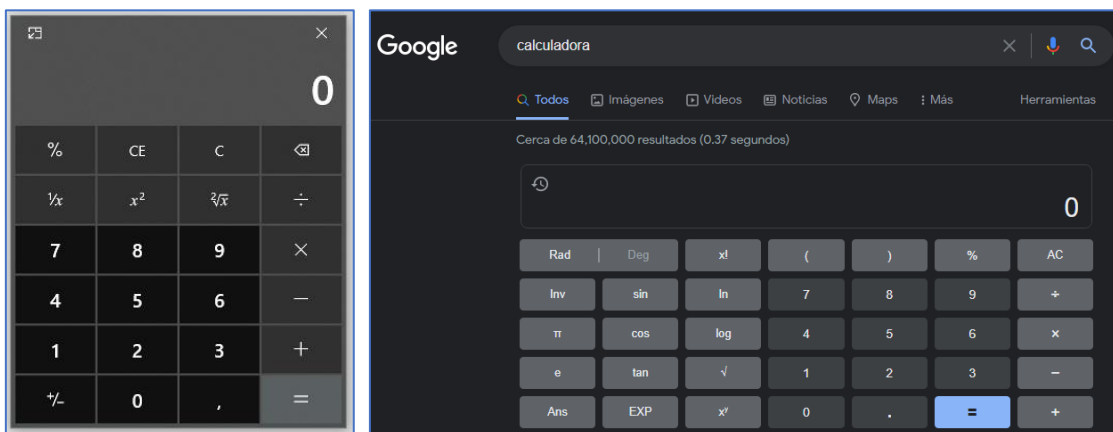 0
% CE C
¹/x x² ²√x ÷
7 8 9 ×
4 5 6 −
1 2 3 +
+/− 0 , =
Google calculadora
Todos Imágenes Videos Noticias Maps Más Herramientas
Cerca de 64,100,000 resultados (0.37 segundos)
0
Rad | Deg x! ( ) % AC
Inv sin ln 7 8 9 ÷
π cos log 4 5 6 ×
e tan √ 1 2 3 −
Ans EXP xʸ 0 . = +